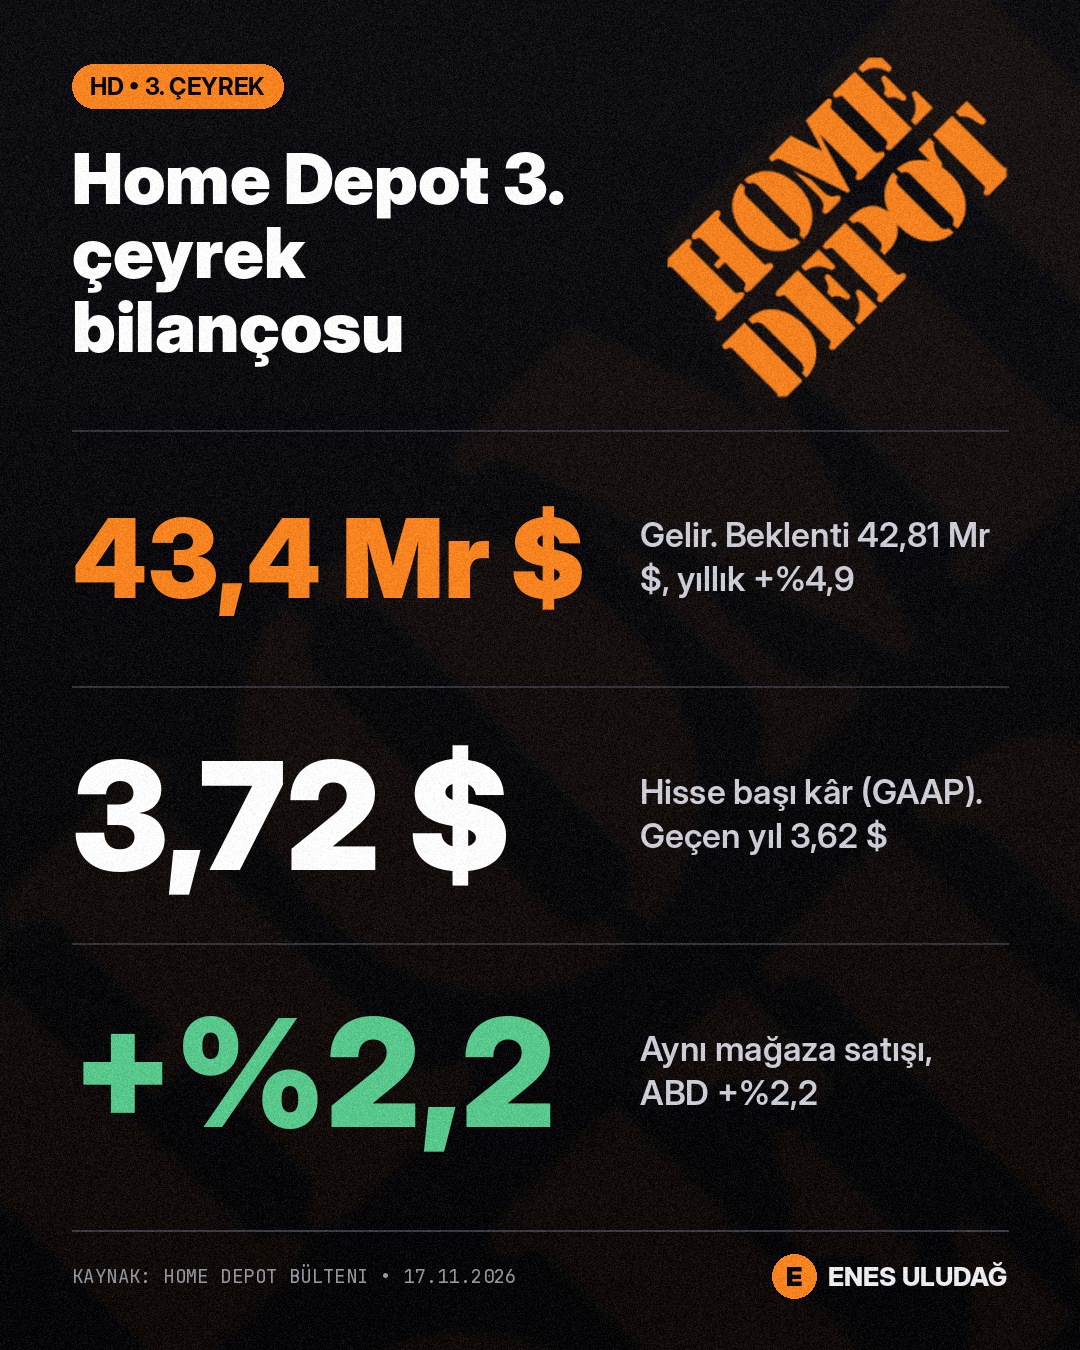 HD • 3. ÇEYREK
Home Depot 3.
çeyrek
bilançosu
HOME
DEPOT
43,4 Mr $
Gelir. Beklenti 42,81 Mr
$, yıllık +%4,9
3,72 $
Hisse başı kâr (GAAP).
Geçen yıl 3,62 $
+%2,2
Aynı mağaza satışı,
ABD +%2,2
KAYNAK: HOME DEPOT BÜLTENI • 17.11.2026
E ENES ULUDAĞ